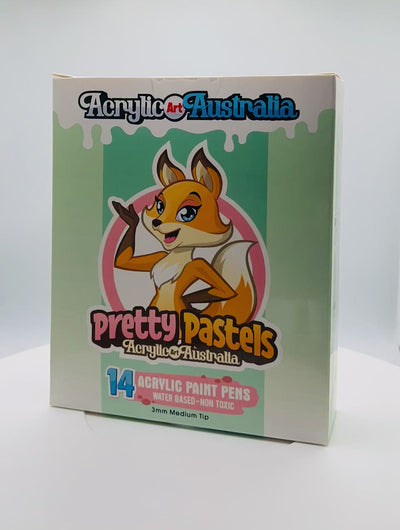 Acrylic Art Australia
Pretty Pastels
Acrylic Art Australia
14 ACRYLIC PAINT PENS
WATER BASED - NON TOXIC
3mm Medium Tip